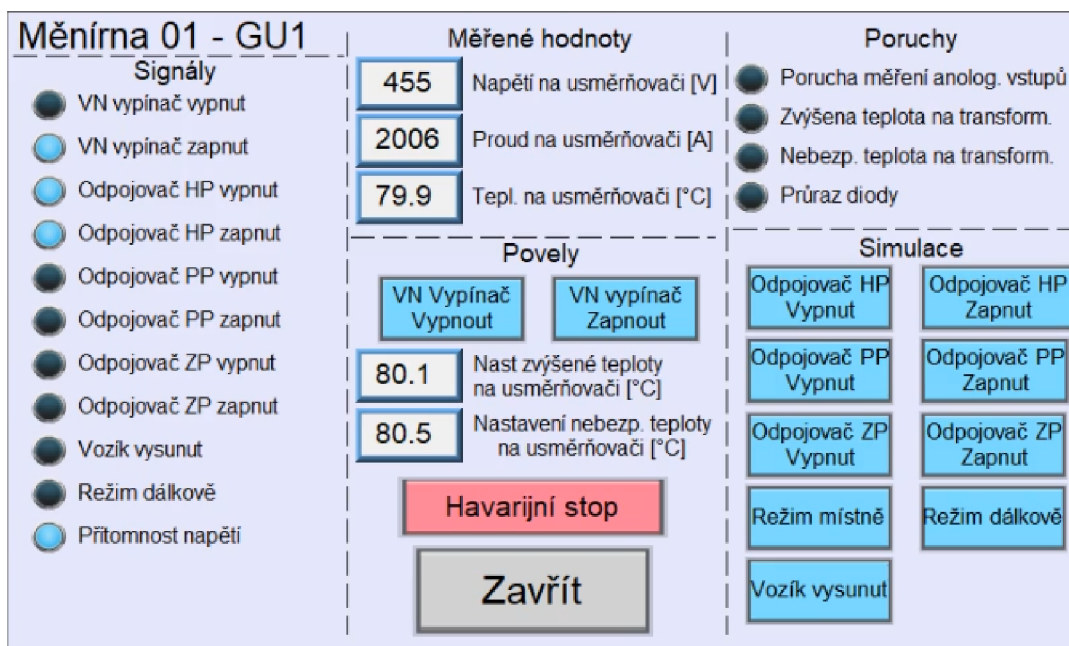 Měnírna 01 - GU1
Signály
VN vypínač vypnut
VN vypínač zapnut
Odpojovač HP vypnut
Odpojovač HP zapnut
Odpojovač PP vypnut
Odpojovač PP zapnut
Odpojovač ZP vypnut
Odpojovač ZP zapnut
Vozík vysunut
Režim dálkově
Přítomnost napětí
Měřené hodnoty
455 Napětí na usměrňovači [V]
2006 Proud na usměrňovači [A]
79.9 Tepl. na usměrňovači [°C]
Povely
VN Vypínač
Vypnout
VN vypínač
Zapnout
80.1 Nast zvýšené teploty
na usměrňovači [°C]
80.5 Nastavení nebezp. teploty
na usměrňovači [°C]
Havarijní stop
Zavřít
Poruchy
Porucha měření anolog. vstupů
Zvýšena teplota na transform.
Nebezp. teplota na transform.
Průraz diody
Simulace
Odpojovač HP
Vypnut
Odpojovač HP
Zapnut
Odpojovač PP
Vypnut
Odpojovač PP
Zapnut
Odpojovač ZP
Vypnut
Odpojovač ZP
Zapnut
Režim místně
Režim dálkově
Vozík vysunut